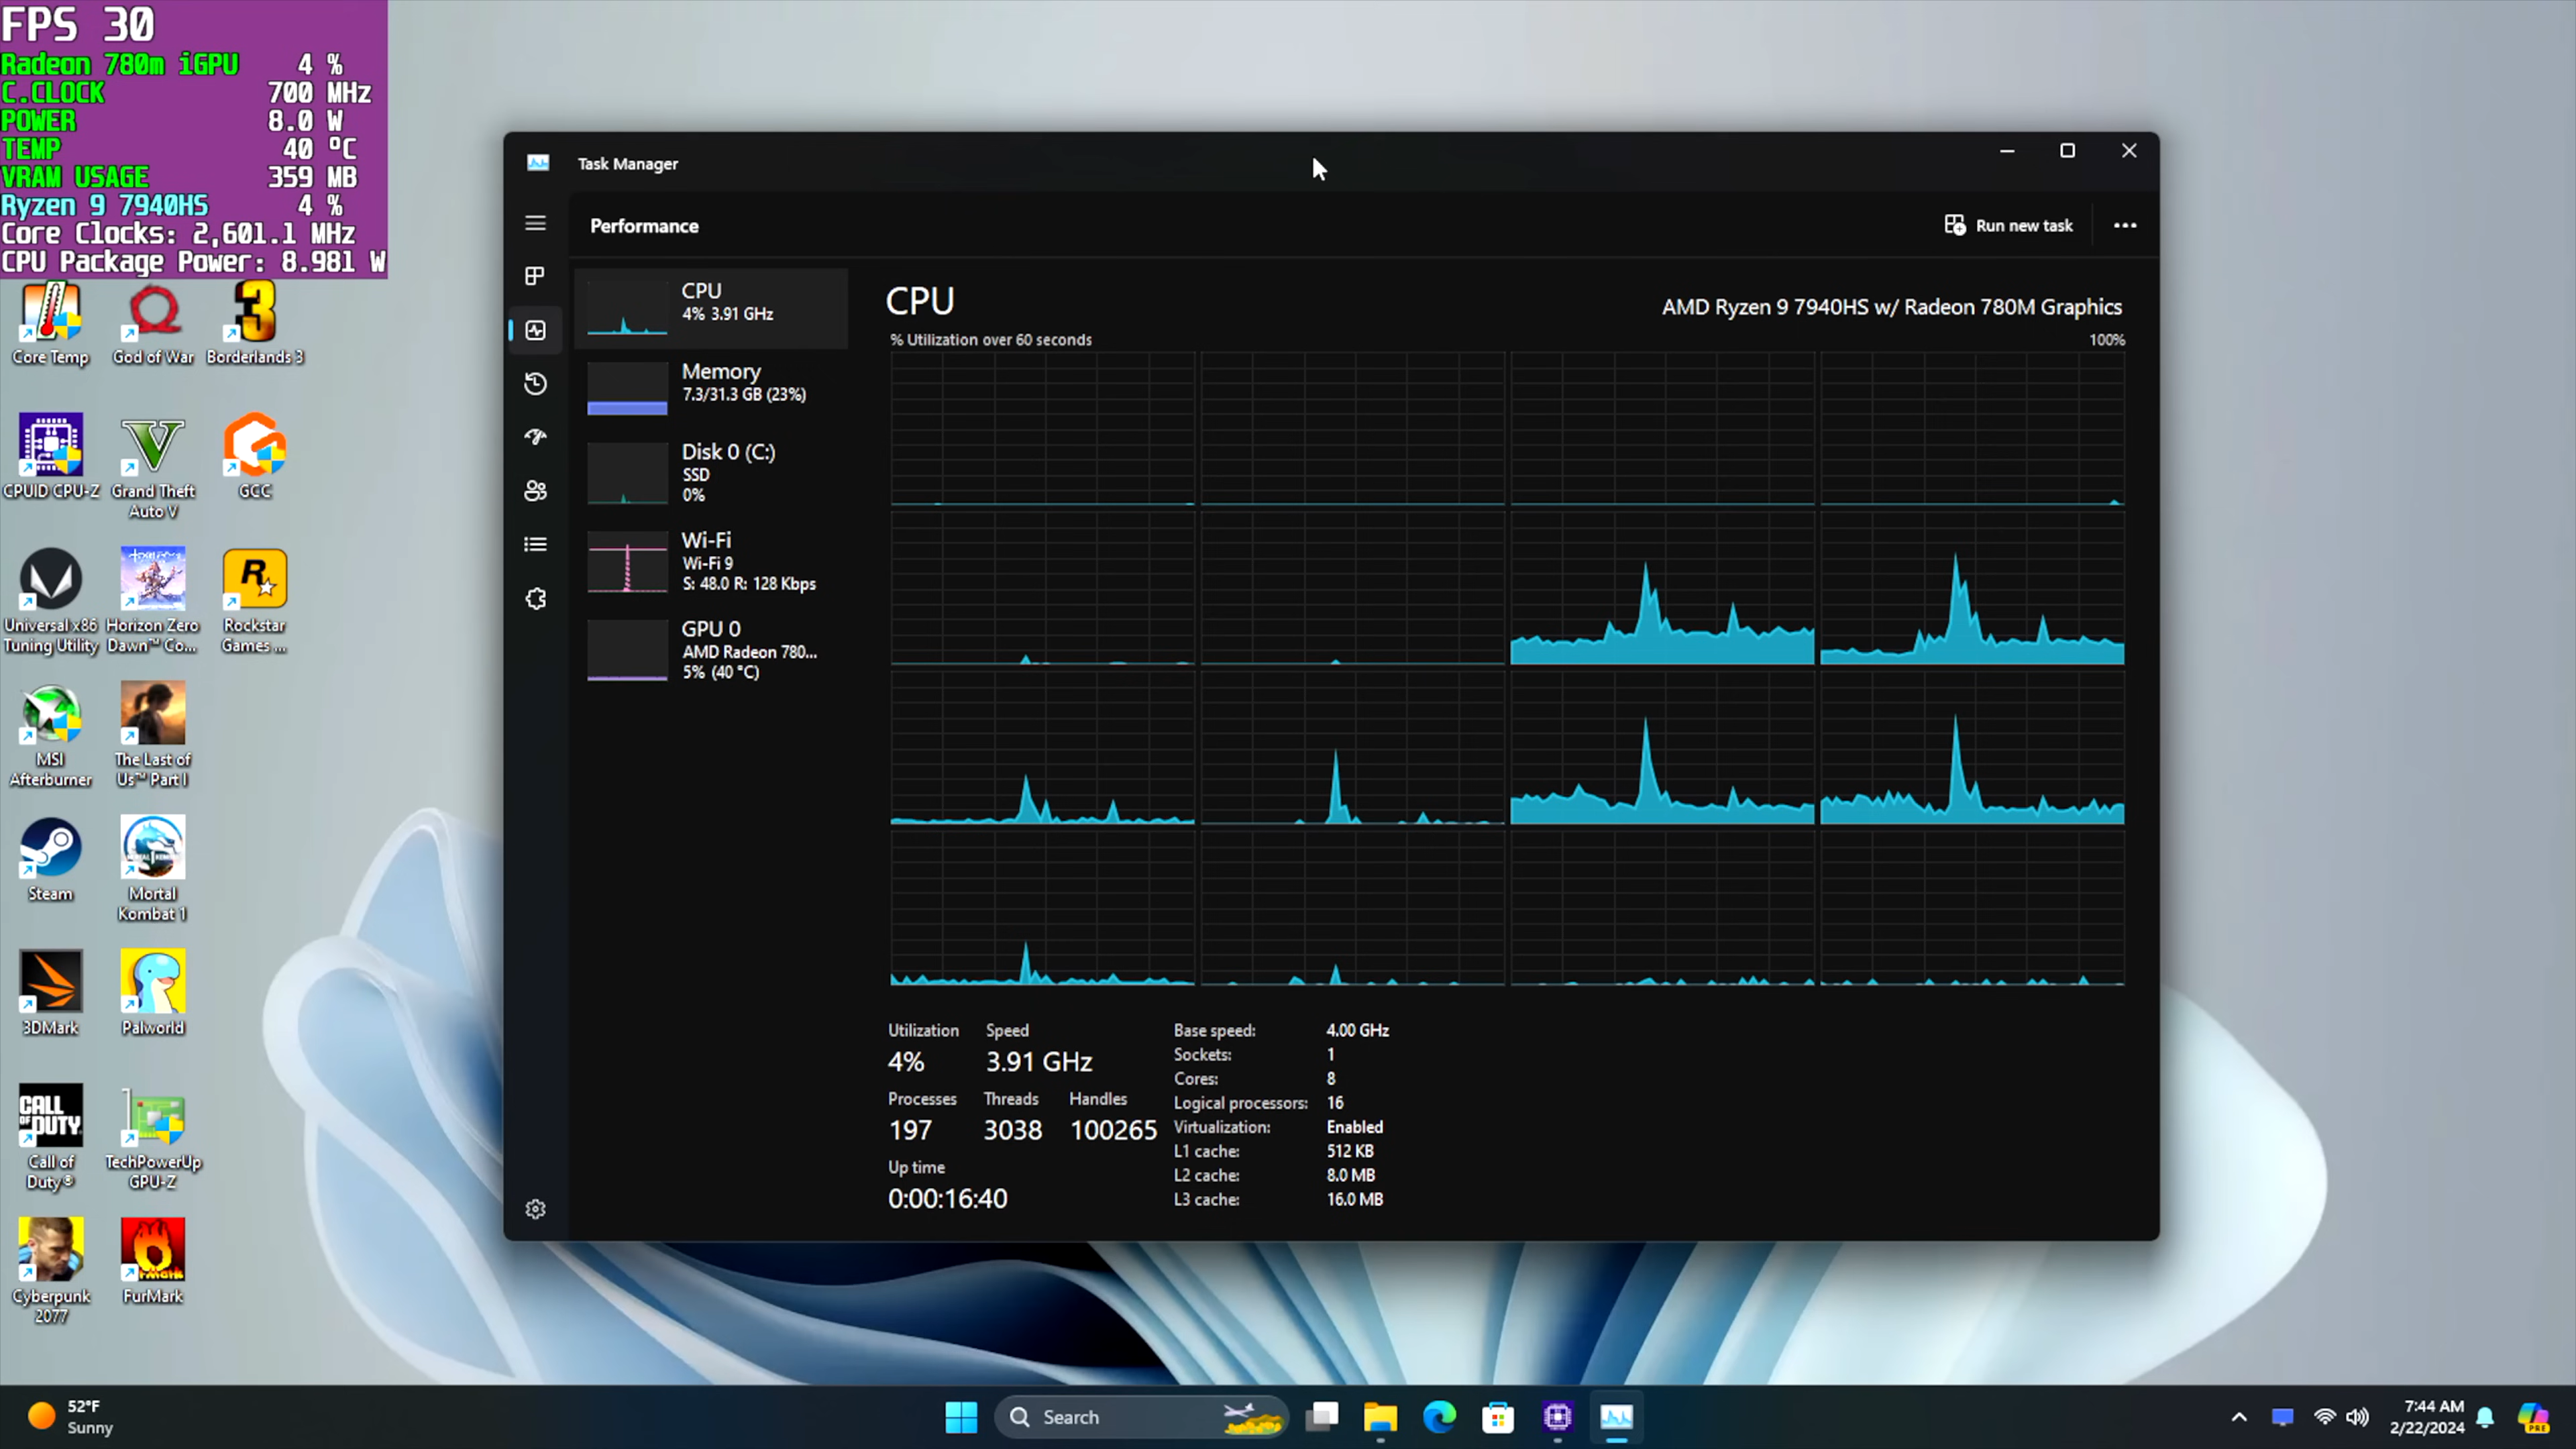 FPS 30
Radeon 780m iGPU 4 %
C.CLOCK 700 MHz
POWER 8.0 W
TEMP 40 °C
VRAM USAGE 359 MB
Ryzen 9 7940HS 4 %
Core Clocks: 2,601.1 MHz
CPU Package Power: 8.981 W
Core Temp
God of War
Borderlands 3
CPUID CPU-Z
Grand Theft
Auto V
GCC
Universal x86
Tuning Utility
Horizon Zero
Dawn™ Co...
Rockstar
Games ...
MSI
Afterburner
The Last of
Us™ Part I
Steam
Mortal
Kombat 1
3DMark
Palworld
CALL
OF DUTY
Call of
Duty®
TechPowerUp
GPU-Z
Cyberpunk
2077
FurMark
Task Manager
Performance
Run new task
CPU
4% 3.91 GHz
Memory
7.3/31.3 GB (23%)
Disk 0 (C:)
SSD
0%
Wi-Fi
Wi-Fi 9
S: 48.0 R: 128 Kbps
GPU 0
AMD Radeon 780...
5% (40 °C)
CPU
AMD Ryzen 9 7940HS w/ Radeon 780M Graphics
% Utilization over 60 seconds
100%
Utilization Speed
4% 3.91 GHz
Processes Threads Handles
197 3038 100265
Up time
0:00:16:40
Base speed: 4.00 GHz
Sockets: 1
Cores: 8
Logical processors: 16
Virtualization: Enabled
L1 cache: 512 KB
L2 cache: 8.0 MB
L3 cache: 16.0 MB
52°F
Sunny
Search
7:44 AM
2/22/2024
PRE